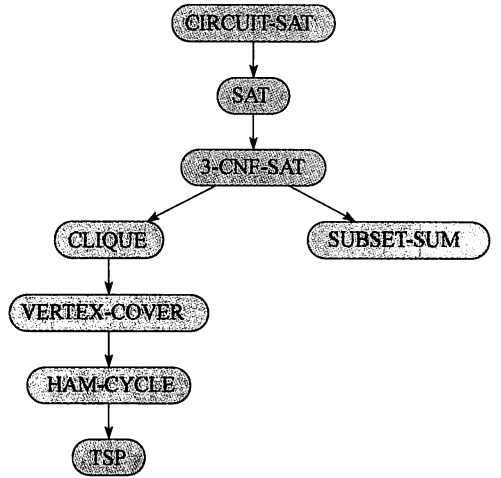 CIRCUIT-SAT
SAT
3-CNF-SAT
CLIQUE
SUBSET-SUM
VERTEX-COVER
HAM-CYCLE
TSP